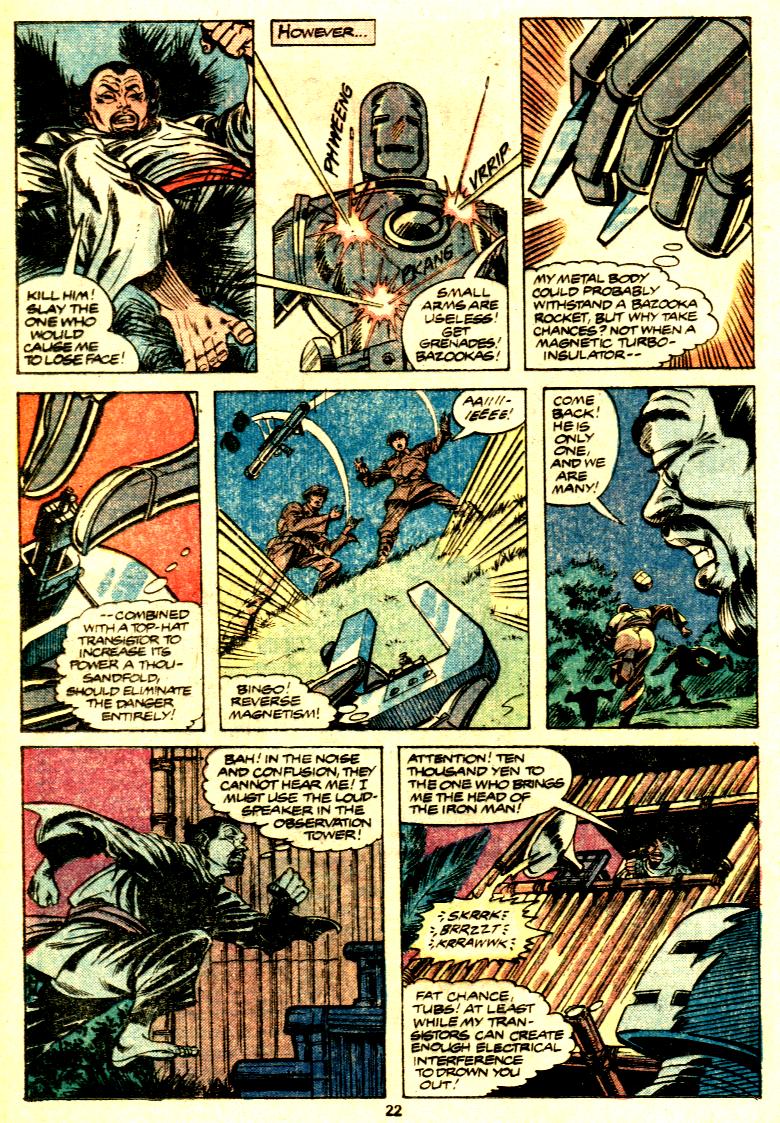 KILL HIM!
SLAY THE
ONE WHO
WOULD
CAUSE ME
TO LOSE FACE!
HOWEVER...
PHWEENG
VRRIP
PKANG!
SMALL
ARMS ARE
USELESS!
GET
GRENADES!
BAZOOKAS!
MY METAL BODY
COULD PROBABLY
WITHSTAND A BAZOOKA
ROCKET, BUT WHY TAKE
CHANCES? NOT WHEN A
MAGNETIC TURBO-
INSULATOR--
--COMBINED
WITH A TOP-HAT
TRANSISTOR TO
INCREASE ITS
POWER A THOU-
SANDFOLD,
SHOULD ELIMINATE
THE DANGER
ENTIRELY!
AAIIII-
IEEEE!
BINGO!
REVERSE
MAGNETISM!
COME
BACK!
HE IS
ONLY
ONE,
AND WE
ARE
MANY!
BAH! IN THE NOISE
AND CONFUSION, THEY
CANNOT HEAR ME! I
MUST USE THE LOUD-
SPEAKER IN THE
OBSERVATION
TOWER!
ATTENTION! TEN
THOUSAND YEN TO
THE ONE WHO BRINGS
ME THE HEAD OF
THE IRON MAN!
SKRRK
BRRZZT
KRRAWWK
FAT CHANCE,
TUBS! AT LEAST
WHILE MY TRAN-
SISTORS CAN CREATE
ENOUGH ELECTRICAL
INTERFERENCE
TO DROWN YOU
OUT!
22